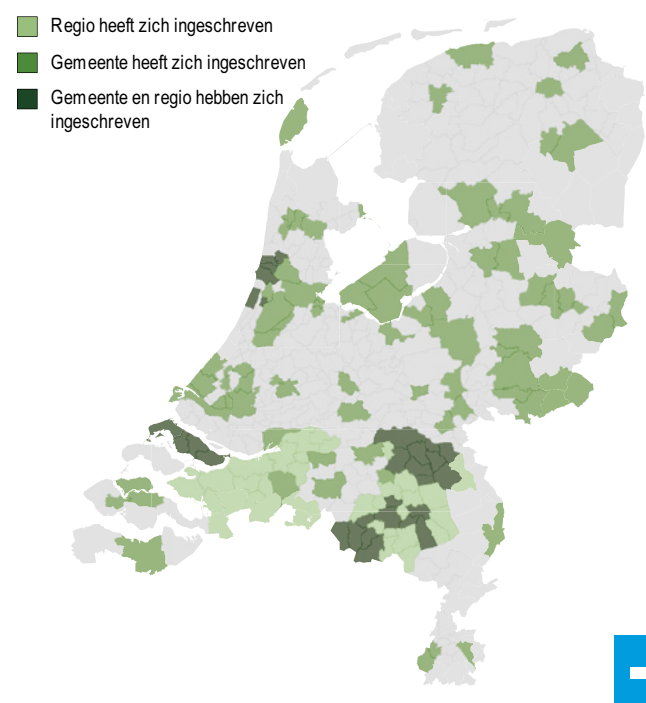 Regio heeft zich ingeschreven
Gemeente heeft zich ingeschreven
Gemeente en regio hebben zich
ingeschreven